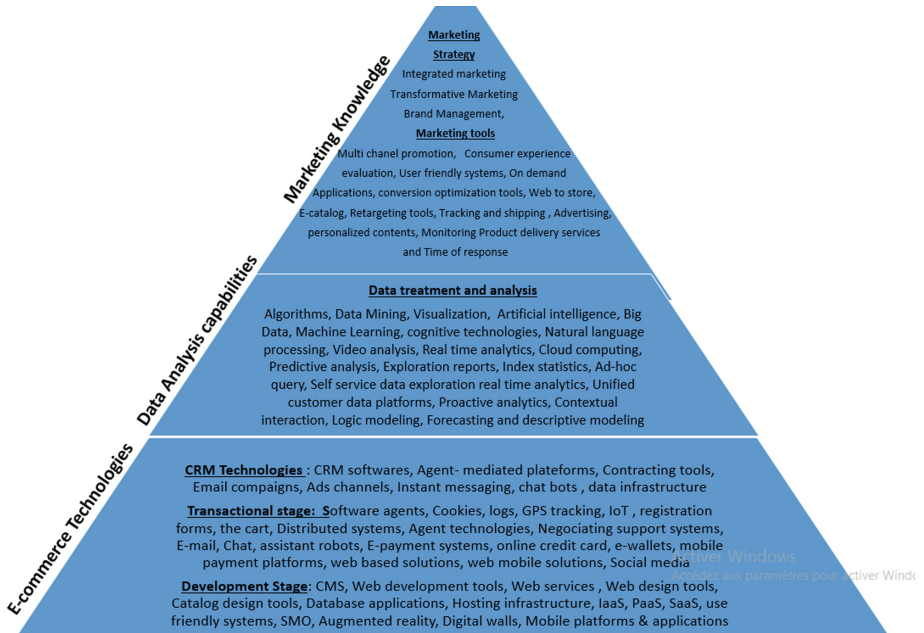 Marketing
Strategy
Integrated marketing
Transformative Marketing
Brand Management,
Marketing tools
Multi chanel promotion, Consumer experience
evaluation, User friendly systems, On demand
Applications, conversion optimization tools, Web to store,
E-catalog, Retargeting tools, Tracking and shipping , Advertising,
personalized contents, Monitoring Product delivery services
and Time of response
Marketing Knowledge
Data treatment and analysis
Algorithms, Data Mining, Visualization, Artificial intelligence, Big
Data, Machine Learning, cognitive technologies, Natural language
processing, Video analysis, Real time analytics, Cloud computing,
Predictive analysis, Exploration reports, Index statistics, Ad-hoc
query, Self service data exploration real time analytics, Unified
customer data platforms, Proactive analytics, Contextual
interaction, Logic modeling, Forecasting and descriptive modeling
Data Analysis capabilities
CRM Technologies : CRM softwares, Agent- mediated plateforms, Contracting tools,
Email compaigns, Ads channels, Instant messaging, chat bots , data infrastructure
Transactional stage: Software agents, Cookies, logs, GPS tracking, IoT , registration
forms, the cart, Distributed systems, Agent technologies, Negociating support systems,
E-mail, Chat, assistant robots, E-payment systems, online credit card, e-wallets, mobile
payment platforms, web based solutions, web mobile solutions, Social media
Development Stage: CMS, Web development tools, Web services , Web design tools,
Catalog design tools, Database applications, Hosting infrastructure, IaaS, PaaS, SaaS, use
friendly systems, SMO, Augmented reality, Digital walls, Mobile platforms & applications
E-commerce Technologies
Activer Windows
Accédez aux paramètres pour activer Windo